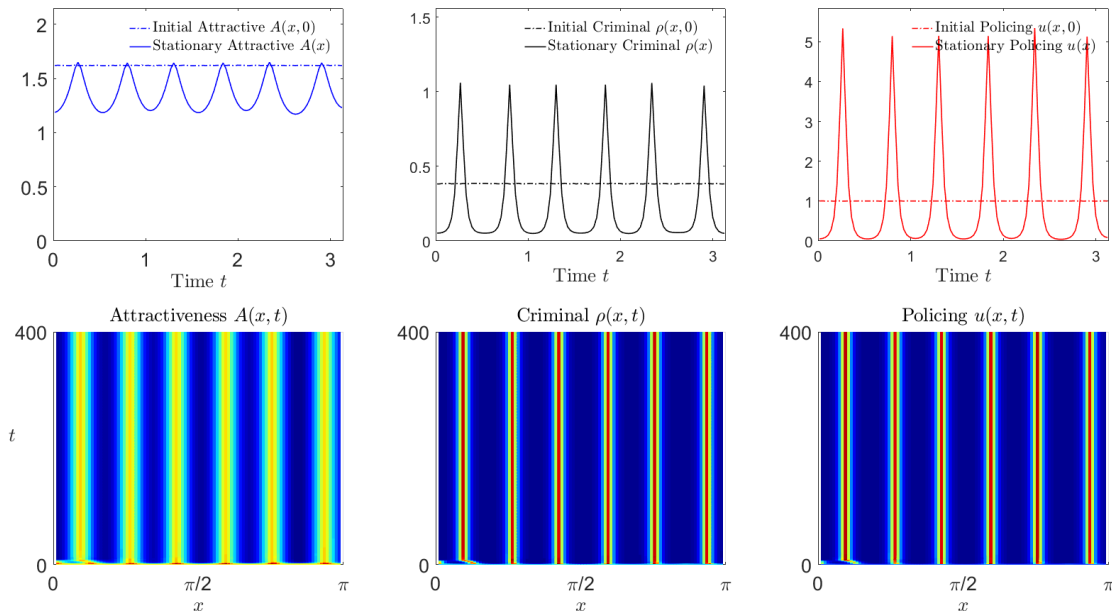 Initial Attractive A(x, 0)
Stationary Attractive A(x)
2
1.5
1
0.5
0
0 1 2 3
Time t
Initial Criminal ρ(x, 0)
Stationary Criminal ρ(x)
1.5
1
0.5
0
0 1 2 3
Time t
Initial Policing u(x, 0)
Stationary Policing u(x)
5
4
3
2
1
0
0 1 2 3
Time t
Attractiveness A(x, t)
400
t
0
0 π/2 π
x
Criminal ρ(x, t)
400
0
0 π/2 π
x
Policing u(x, t)
400
0
0 π/2 π
x